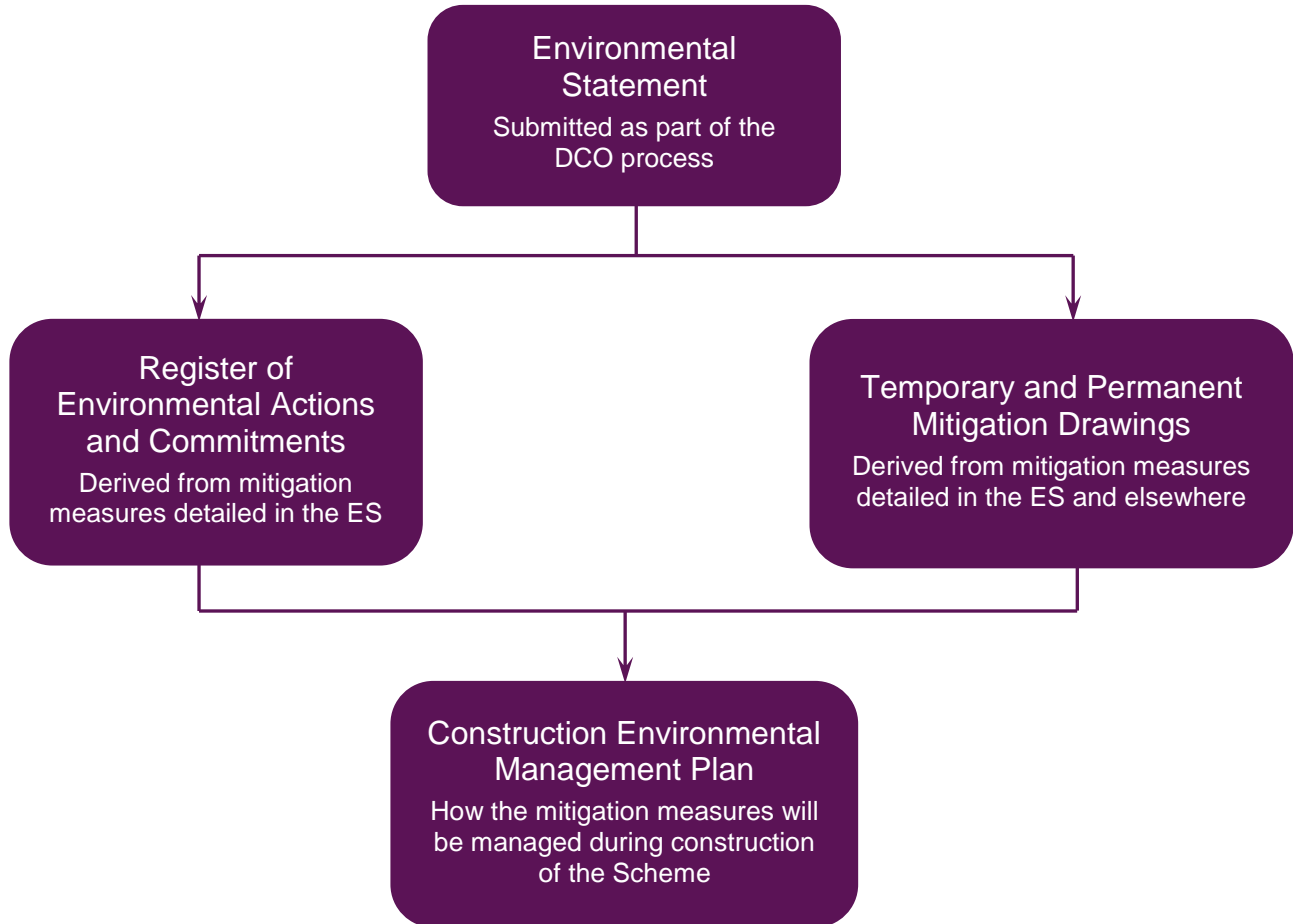 Environmental
Statement
Submitted as part of the
DCO process
Register of
Environmental Actions
and Commitments
Derived from mitigation
measures detailed in the ES
Temporary and Permanent
Mitigation Drawings
Derived from mitigation measures
detailed in the ES and elsewhere
Construction Environmental
Management Plan
How the mitigation measures will
be managed during construction
of the Scheme